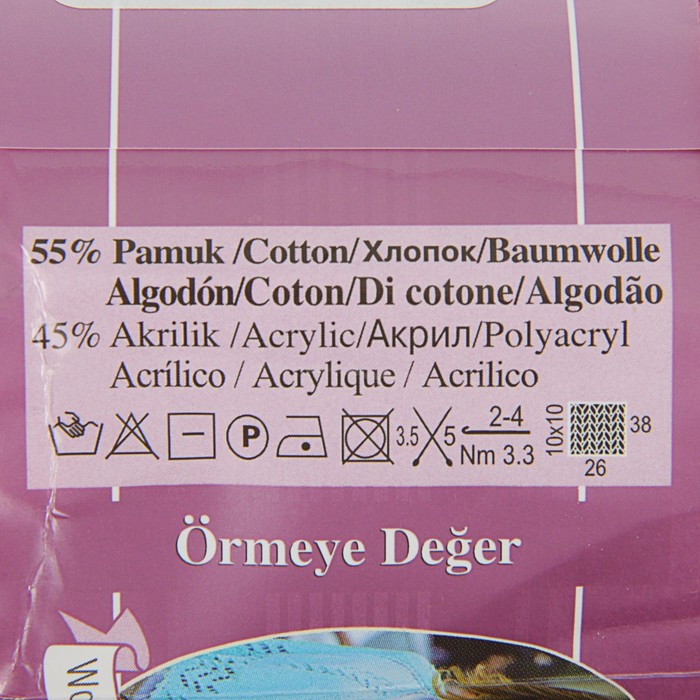 55% Pamuk /Cotton/Хлопок/Baumwolle
Algodón/Coton/Di cotone/Algodão
45% Akrilik /Acrylic/Акрил/Polyacryl
Acrílico / Acrylique / Acrilico
P 3.5 5 2-4 10x10 38
Nm 3.3 26
Örmeye Değer